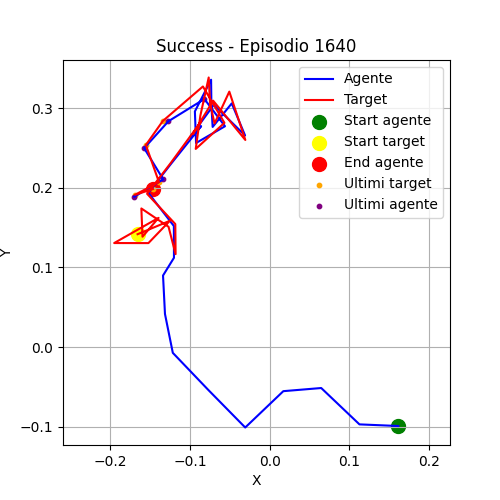 Success - Episodio 1640
Agente
Target
Start agente
Start target
End agente
Ultimi target
Ultimi agente
0.3
0.2
0.1
0.0
−0.1
Y
−0.2
−0.1
0.0
0.1
0.2
X